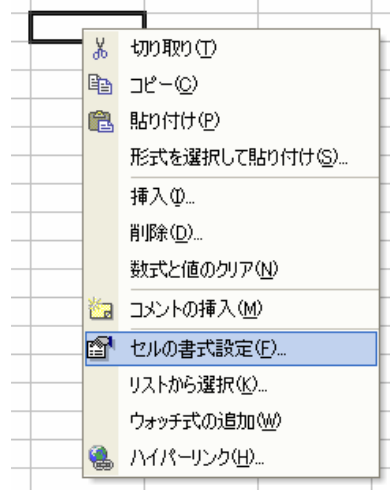 切り取り(T)
コピー(C)
貼り付け(P)
形式を選択して貼り付け(S)...
挿入(I)...
削除(D)...
数式と値のクリア(N)
コメントの挿入(M)
セルの書式設定(F)...
リストから選択(K)...
ウォッチ式の追加(W)
ハイパーリンク(H)...